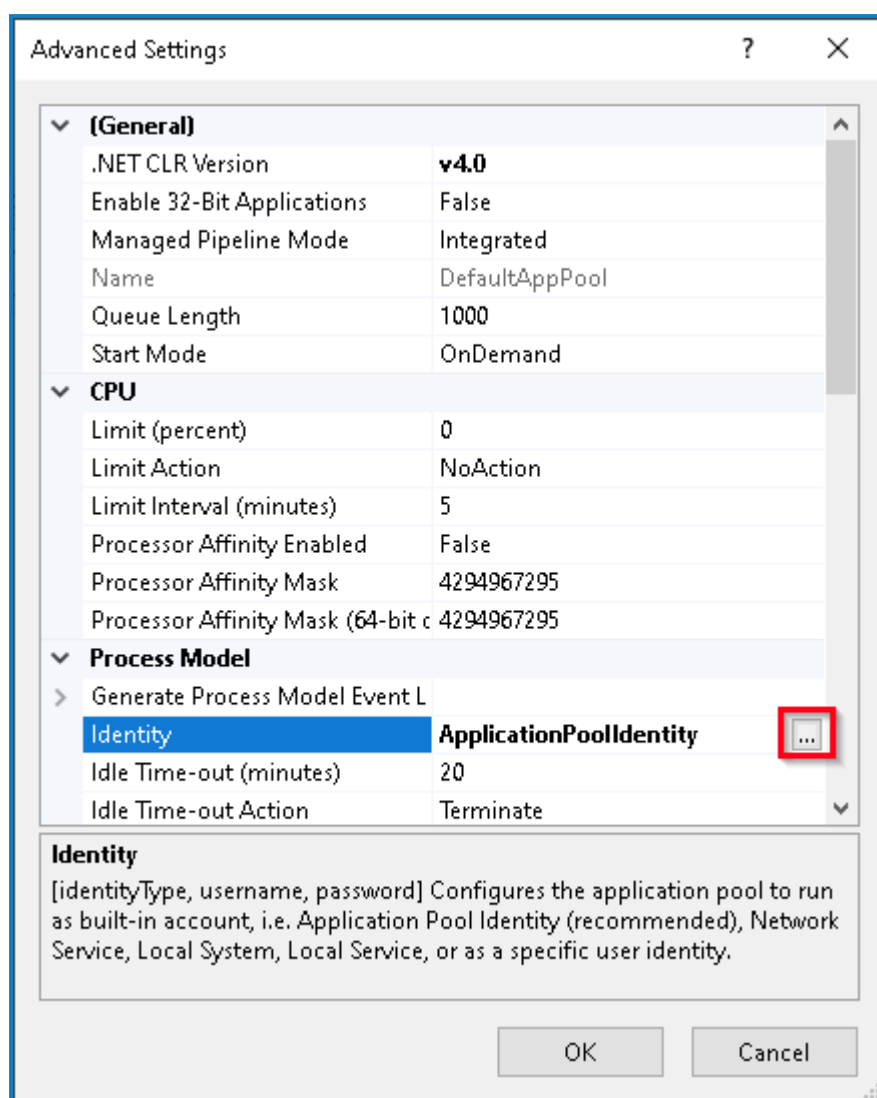 Advanced Settings ? ×
(General)
.NET CLR Version v4.0
Enable 32-Bit Applications False
Managed Pipeline Mode Integrated
Name DefaultAppPool
Queue Length 1000
Start Mode OnDemand
CPU
Limit (percent) 0
Limit Action NoAction
Limit Interval (minutes) 5
Processor Affinity Enabled False
Processor Affinity Mask 4294967295
Processor Affinity Mask (64-bit c 4294967295
Process Model
Generate Process Model Event L
Identity ApplicationPoolIdentity ...
Idle Time-out (minutes) 20
Idle Time-out Action Terminate
Identity
[identityType, username, password] Configures the application pool to run
as built-in account, i.e. Application Pool Identity (recommended), Network
Service, Local System, Local Service, or as a specific user identity.
OK Cancel